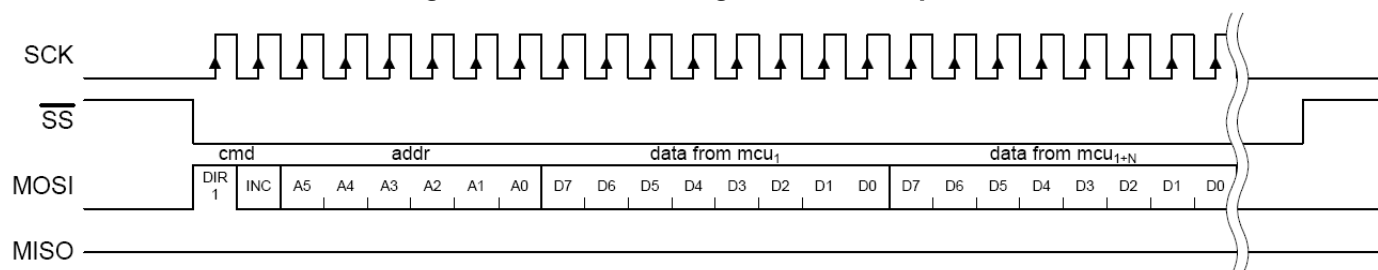 SCK
SS
cmd addr data from mcu1 data from mcu1+N
MOSI DIR 1 INC A5 A4 A3 A2 A1 A0 D7 D6 D5 D4 D3 D2 D1 D0 D7 D6 D5 D4 D3 D2 D1 D0
MISO